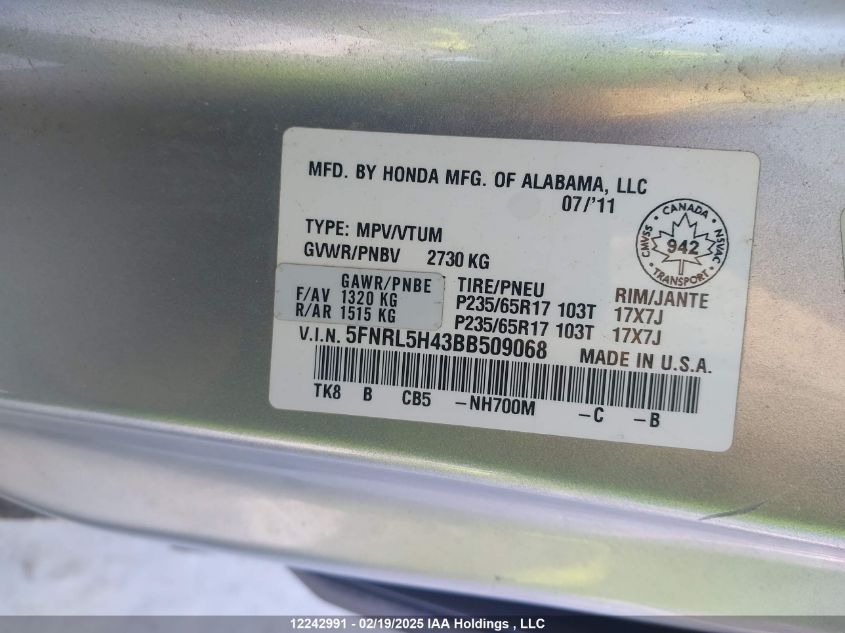 MFD. BY HONDA MFG. OF ALABAMA, LLC
07/'11
TYPE: MPV/VTUM
GVWR/PNBV 2730 KG
GAWR/PNBE TIRE/PNEU RIM/JANTE
F/AV 1320 KG P235/65R17 103T 17X7J
R/AR 1515 KG P235/65R17 103T 17X7J
V.I.N. 5FNRL5H43BB509068 MADE IN U.S.A.
TK8 B CB5 -NH700M -C -B
CANADA
CMVSS 942 NSVAC
TRANSPORT
12242991 - 02/19/2025 IAA Holdings , LLC